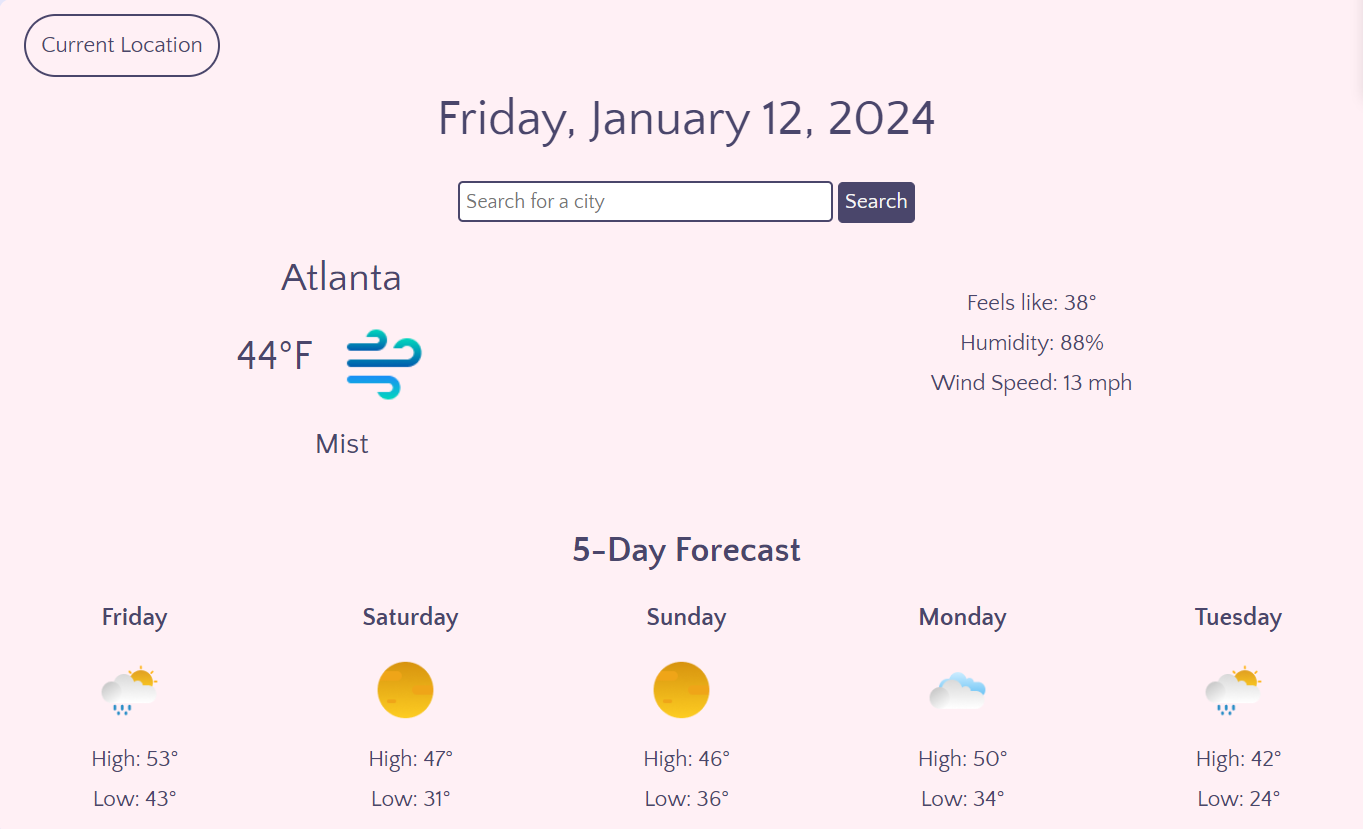 Current Location
Friday, January 12, 2024
Search for a city
Search
Atlanta
44°F
Mist
Feels like: 38°
Humidity: 88%
Wind Speed: 13 mph
5-Day Forecast
Friday
High: 53°
Low: 43°
Saturday
High: 47°
Low: 31°
Sunday
High: 46°
Low: 36°
Monday
High: 50°
Low: 34°
Tuesday
High: 42°
Low: 24°